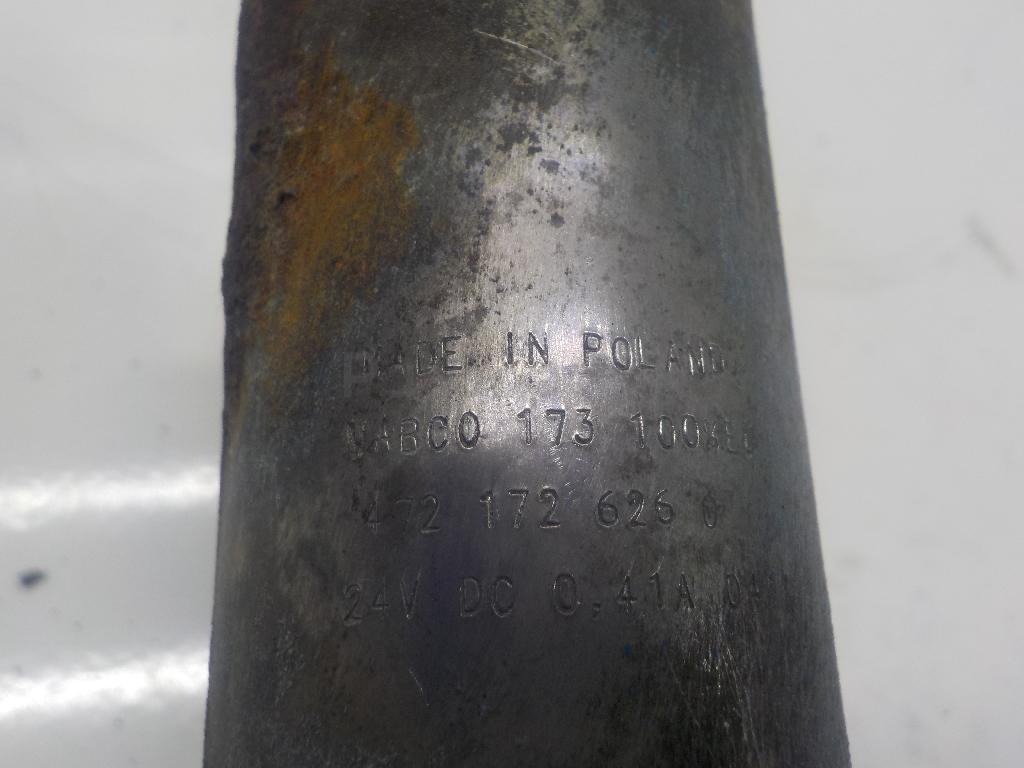 MADE IN POLAND
WABCO 173
472 172 626 0
24V DC 0,41A